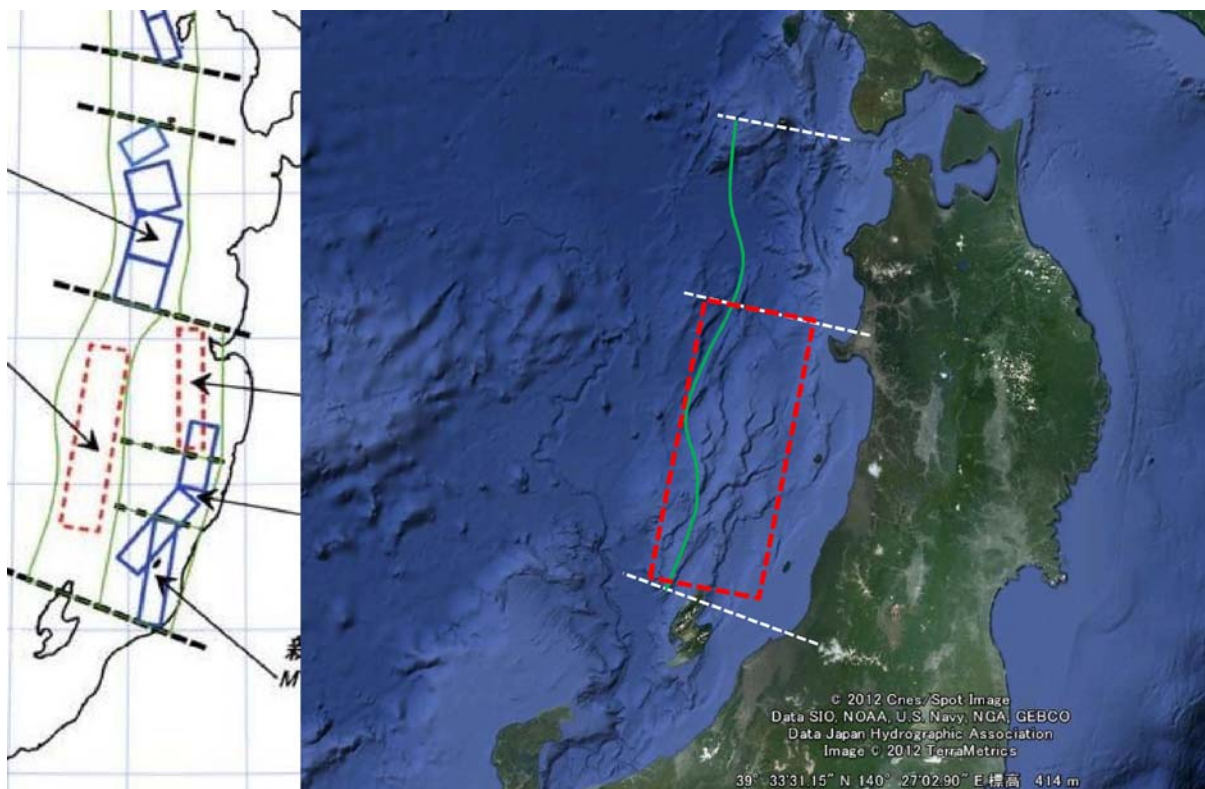 M
© 2012 Cnes/Spot Image
Data SIO, NOAA, U.S. Navy, NGA, GEBCO
Data Japan Hydrographic Association
Image © 2012 TerraMetrics
39° 33'31.15" N 140° 27'02.90" E 標高 414 m